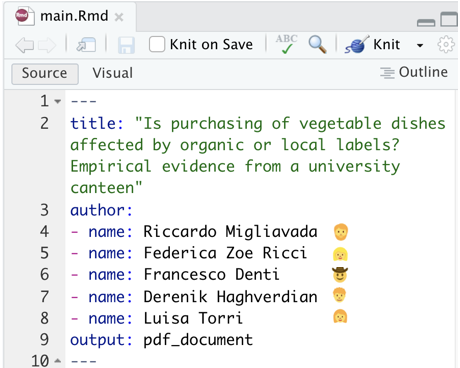 main.Rmd
Knit on Save
ABC
Knit
Source
Visual
Outline
1 ---
2 title: "Is purchasing of vegetable dishes
affected by organic or local labels?
Empirical evidence from a university
canteen"
3 author:
4 - name: Riccardo Migliavada 👨‍🦰
5 - name: Federica Zoe Ricci 👱‍♀️
6 - name: Francesco Denti 🤠
7 - name: Derenik Haghverdian 👨‍🦰
8 - name: Luisa Torri 👩‍🦰
9 output: pdf_document
10 ---